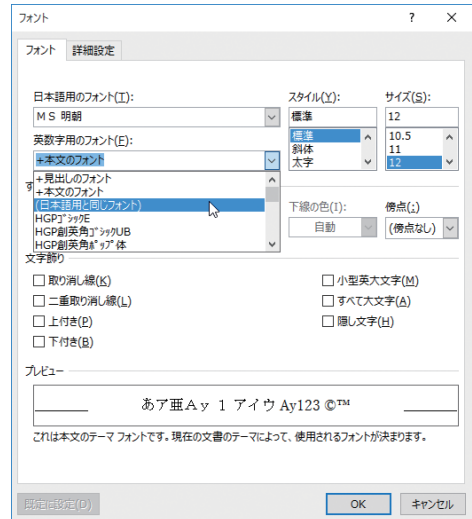 フォント ? ×
フォント 詳細設定
日本語用のフォント(T): スタイル(Y): サイズ(S):
ＭＳ 明朝 標準 12
英数字用のフォント(F): 標準 10.5
+本文のフォント 斜体 11
太字 12
+見出しのフォント
す +本文のフォント
(日本語用と同じフォント) 下線の色(I): 傍点(;)
HGPｺﾞｼｯｸE 自動 (傍点なし)
HGP創英角ｺﾞｼｯｸUB
HGP創英角ﾎﾟｯﾌﾟ体
文字飾り
取り消し線(K) 小型英大文字(M)
二重取り消し線(L) すべて大文字(A)
上付き(P) 隠し文字(H)
下付き(B)
プレビュー
あア亜Ａｙ １ アイウ Ay123 ©™
これは本文のテーマ フォントです。現在の文書のテーマによって、使用されるフォントが決まります。
既定に設定(D) OK キャンセル